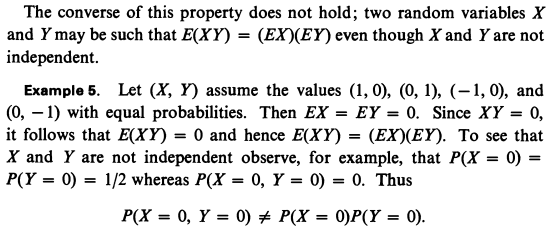 The converse of this property does not hold; two random variables X
and Y may be such that E(XY) = (EX)(EY) even though X and Y are not
independent.
Example 5. Let (X, Y) assume the values (1, 0), (0, 1), (−1, 0), and
(0, −1) with equal probabilities. Then EX = EY = 0. Since XY = 0,
it follows that E(XY) = 0 and hence E(XY) = (EX)(EY). To see that
X and Y are not independent observe, for example, that P(X = 0) =
P(Y = 0) = 1/2 whereas P(X = 0, Y = 0) = 0. Thus
P(X = 0, Y = 0) ≠ P(X = 0)P(Y = 0).